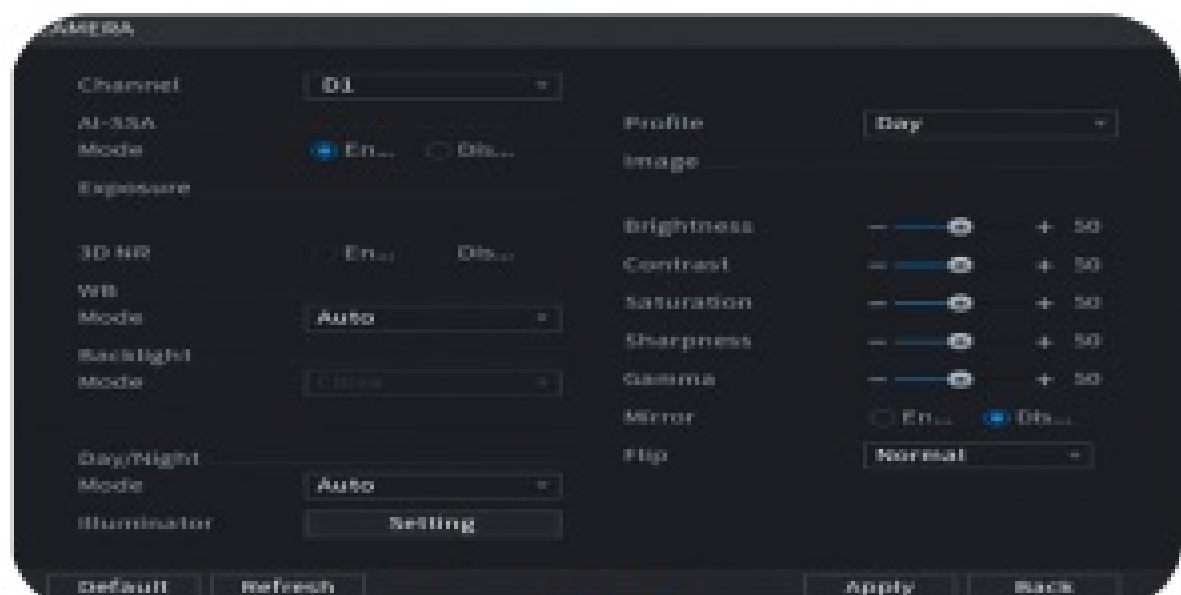 CAMERA
Channel D1
AI-SSA
Mode En... Dis...
Exposure
3D NR En... Dis...
WB
Mode Auto
Backlight
Mode Close
Day/Night
Mode Auto
Illuminator Setting
Profile Day
Image
Brightness 50
Contrast 50
Saturation 50
Sharpness 50
Gamma 50
Mirror En... Dis...
Flip Normal
Default Refresh Apply Back